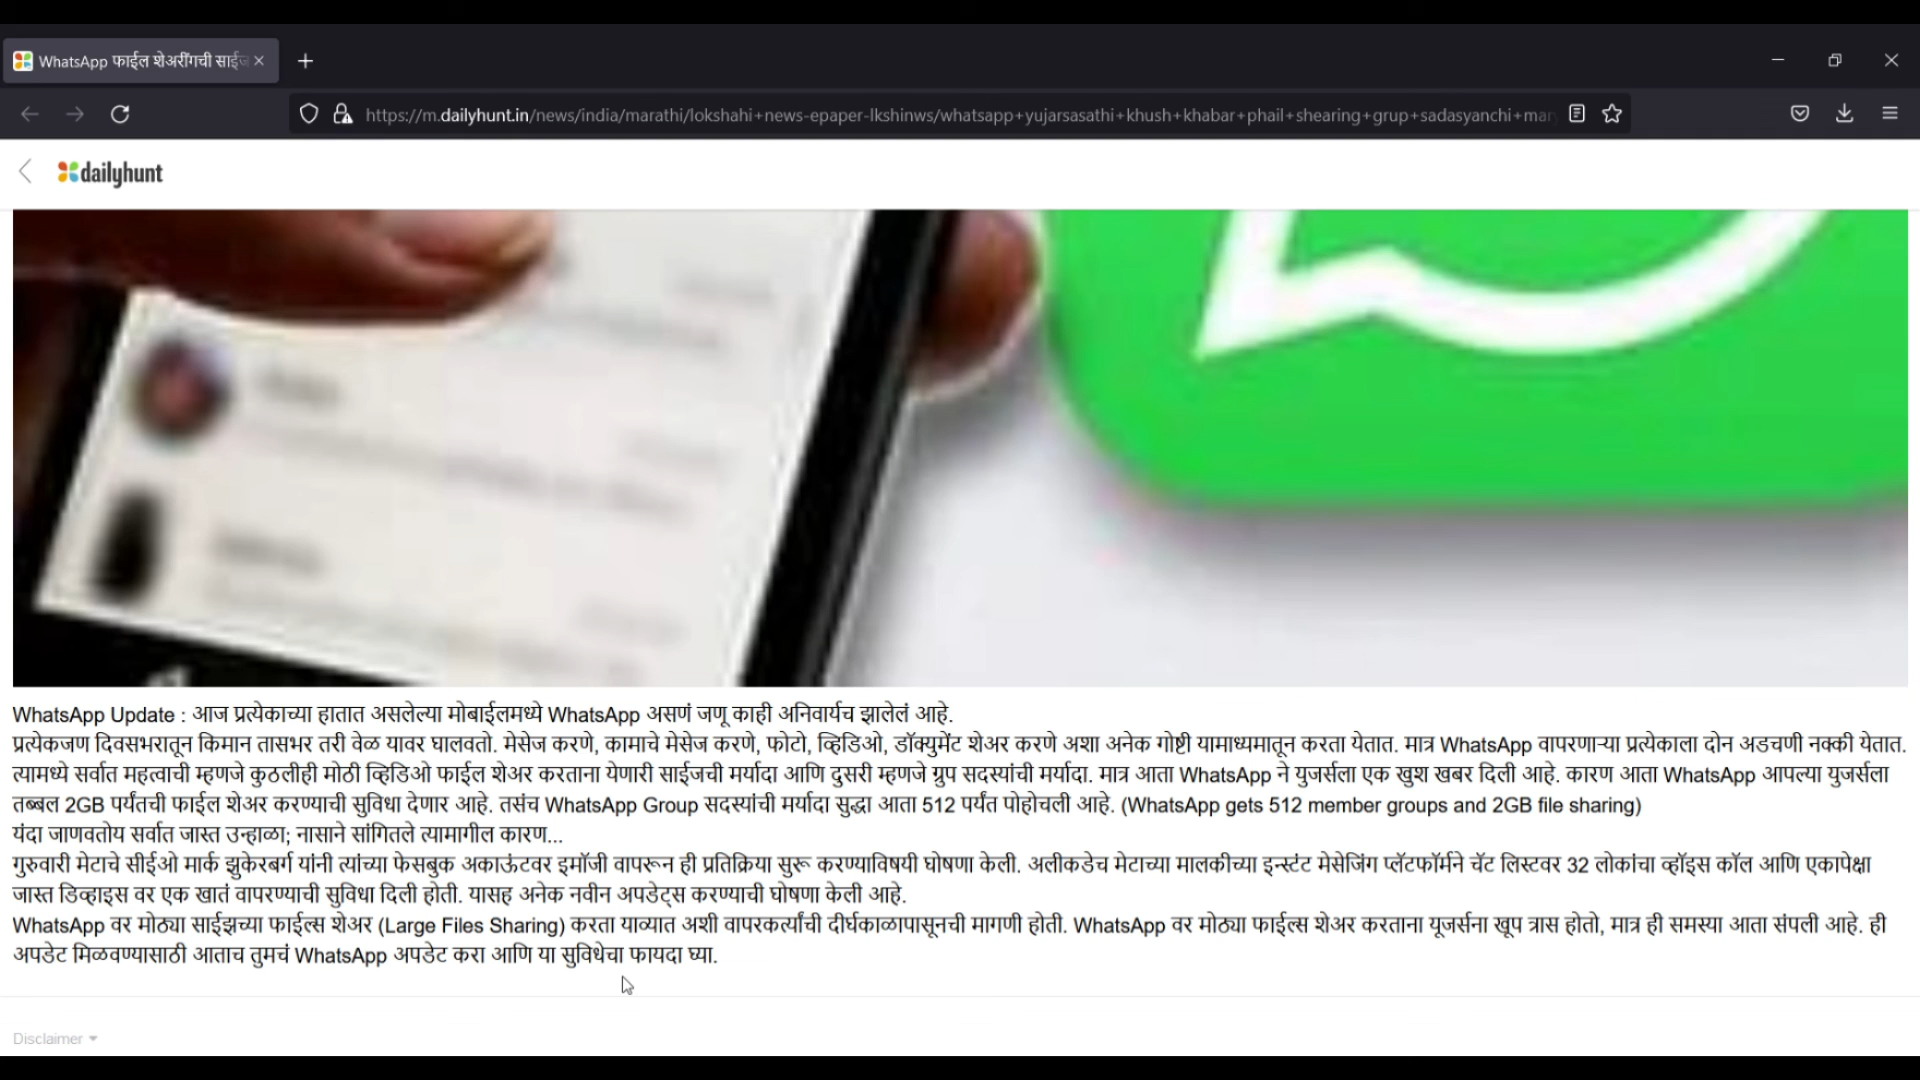 WhatsApp फाईल शेअरींगची साईज
https://m.dailyhunt.in/news/india/marathi/lokshahi+news-epaper-lkshinws/whatsapp+yujarsasathi+khush+khabar+phail+shearing+grup+sadasyanchi+mar
dailyhunt
WhatsApp Update : आज प्रत्येकाच्या हातात असलेल्या मोबाईलमध्ये WhatsApp असणं जणू काही अनिवार्यच झालेलं आहे.
प्रत्येकजण दिवसभरातून किमान तासभर तरी वेळ यावर घालवतो. मेसेज करणे, कामाचे मेसेज करणे, फोटो, व्हिडिओ, डॉक्युमेंट शेअर करणे अशा अनेक गोष्टी यामाध्यमातून करता येतात. मात्र WhatsApp वापरणाऱ्या प्रत्येकाला दोन अडचणी नक्की येतात.
त्यामध्ये सर्वात महत्वाची म्हणजे कुठलीही मोठी व्हिडिओ फाईल शेअर करताना येणारी साईजची मर्यादा आणि दुसरी म्हणजे ग्रुप सदस्यांची मर्यादा. मात्र आता WhatsApp ने युजर्सला एक खुश खबर दिली आहे. कारण आता WhatsApp आपल्या युजर्सला
तब्बल 2GB पर्यंतची फाईल शेअर करण्याची सुविधा देणार आहे. तसंच WhatsApp Group सदस्यांची मर्यादा सुद्धा आता 512 पर्यंत पोहोचली आहे. (WhatsApp gets 512 member groups and 2GB file sharing)
यंदा जाणवतोय सर्वात जास्त उन्हाळा; नासाने सांगितले त्यामागील कारण...
गुरुवारी मेटाचे सीईओ मार्क झुकेरबर्ग यांनी त्यांच्या फेसबुक अकाऊंटवर इमॉजी वापरून ही प्रतिक्रिया सुरू करण्याविषयी घोषणा केली. अलीकडेच मेटाच्या मालकीच्या इन्स्टंट मेसेजिंग प्लॅटफॉर्मने चॅट लिस्टवर 32 लोकांचा व्हॉइस कॉल आणि एकापेक्षा
जास्त डिव्हाइस वर एक खातं वापरण्याची सुविधा दिली होती. यासह अनेक नवीन अपडेट्स करण्याची घोषणा केली आहे.
WhatsApp वर मोठ्या साईझच्या फाईल्स शेअर (Large Files Sharing) करता याव्यात अशी वापरकर्त्यांची दीर्घकाळापासूनची मागणी होती. WhatsApp वर मोठ्या फाईल्स शेअर करताना यूजर्सना खूप त्रास होतो, मात्र ही समस्या आता संपली आहे. ही
अपडेट मिळवण्यासाठी आताच तुमचं WhatsApp अपडेट करा आणि या सुविधेचा फायदा घ्या.
Disclaimer